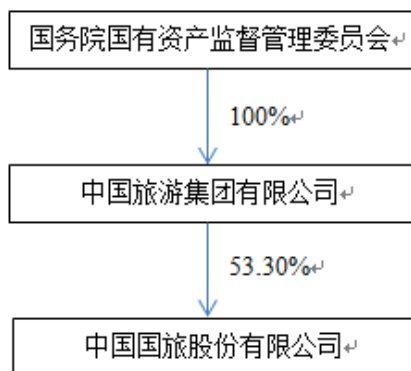 国务院国有资产监督管理委员会
100%
中国旅游集团有限公司
53.30%
中国国旅股份有限公司